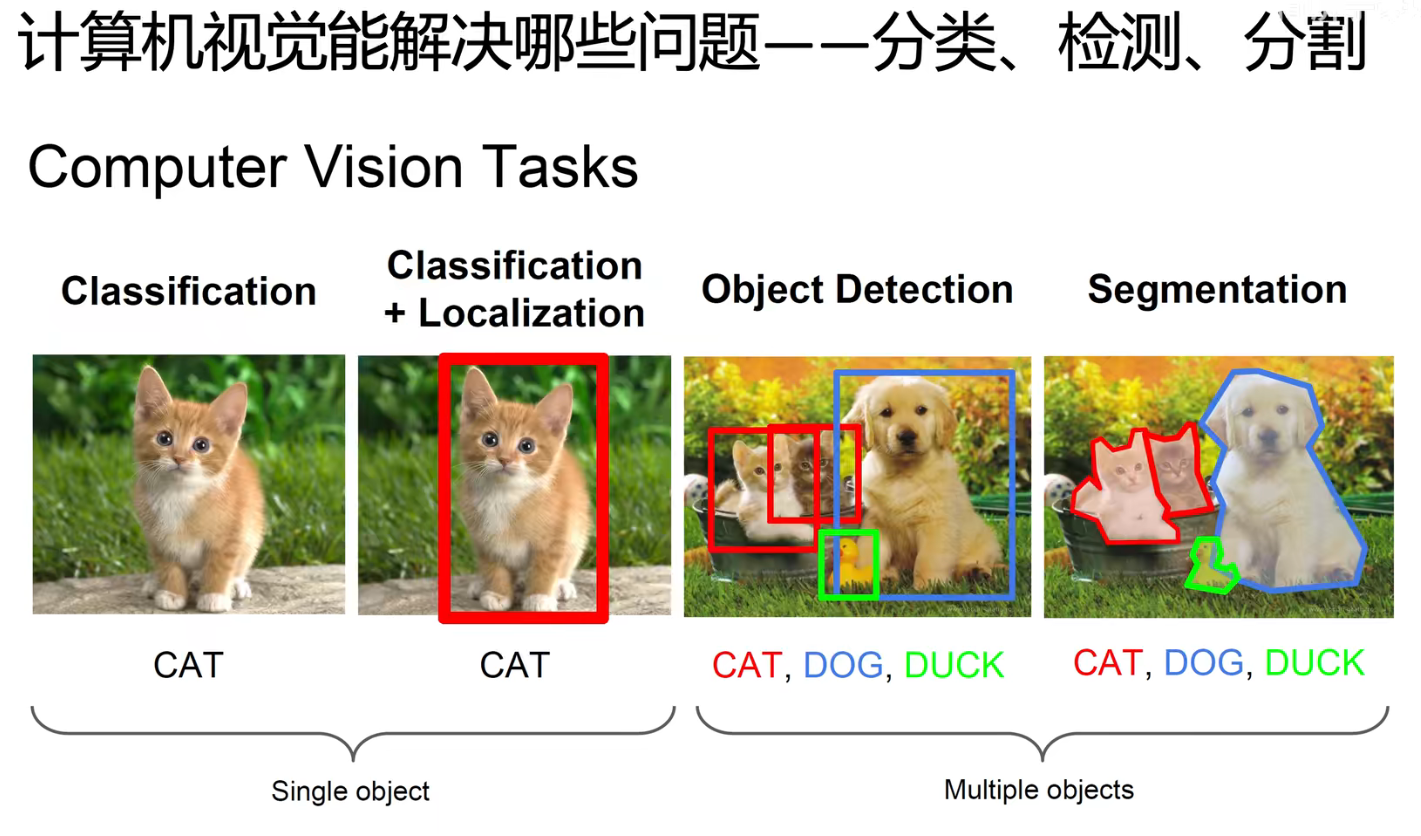 计算机视觉能解决哪些问题——分类、检测、分割
Computer Vision Tasks
Classification
Classification
+ Localization
Object Detection
Segmentation
CAT
CAT
CAT, DOG, DUCK
CAT, DOG, DUCK
Single object
Multiple objects